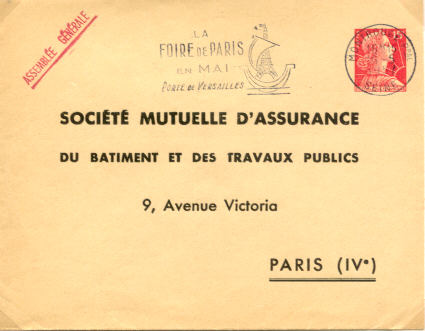 ASSEMBLÉE GÉNÉRALE
LA
FOIRE DE PARIS
EN MAI
PORTE DE VERSAILLES
15F
SOCIÉTÉ MUTUELLE D'ASSURANCE
DU BATIMENT ET DES TRAVAUX PUBLICS
9, Avenue Victoria
PARIS (IVᵉ)